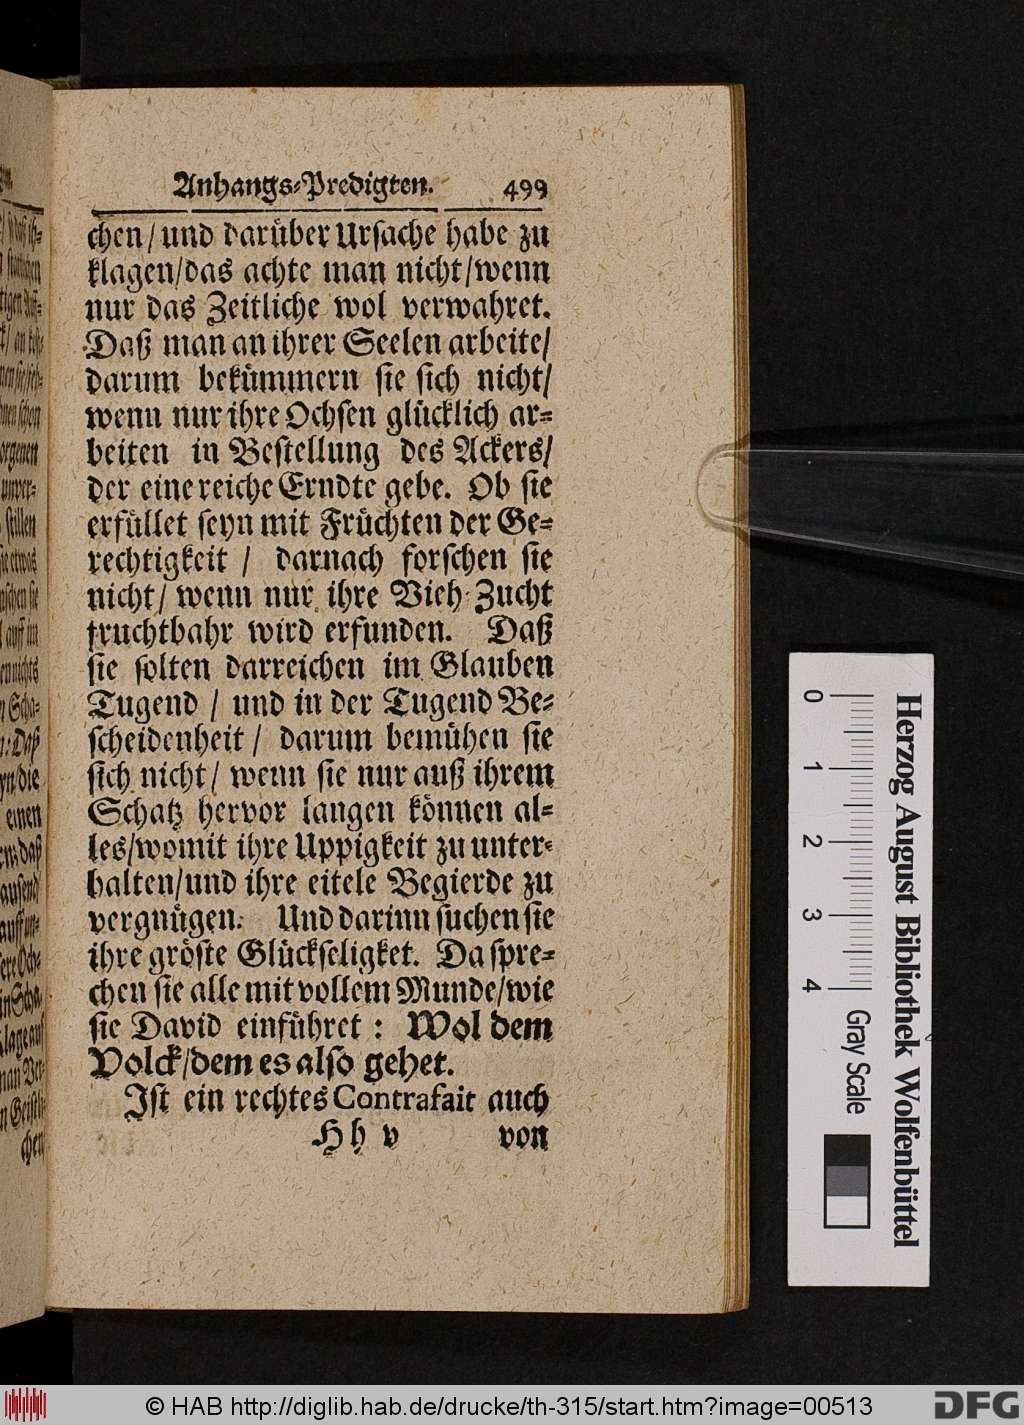 Anhangs-Predigten. 499
chen/und darüber Ursache habe zu
klagen/das achte man nicht/wenn
nur das Zeitliche wol verwahret.
Daß man an ihrer Seelen arbeite/
darum bekümmern sie sich nicht/
wenn nur ihre Ochsen glücklich ar-
beiten in Bestellung des Ackers/
der eine reiche Erndte gebe. Ob sie
erfüllet seyn mit Früchten der Ge-
rechtigkeit / darnach forschen sie
nicht/ wenn nur ihre Vieh-Zucht
fruchtbahr wird erfunden. Daß
sie solten darreichen im Glauben
Tugend / und in der Tugend Be-
scheidenheit / darum bemühen sie
sich nicht/ wenn sie nur auß ihrem
Schatz hervor langen können al-
les/womit ihre Uppigkeit zu unter-
halten/und ihre eitele Begierde zu
vergnügen. Und darinn suchen sie
ihre gröste Glückseligket. Da spre-
chen sie alle mit vollem Munde/wie
sie David einführet : Wol dem
Volck/dem es also gehet.
Ist ein rechtes Contrafait auch
H h v von
0 1 2 3 4
Gray Scale
Herzog August Bibliothek Wolfenbüttel
© HAB http://diglib.hab.de/drucke/th-315/start.htm?image=00513
DFG